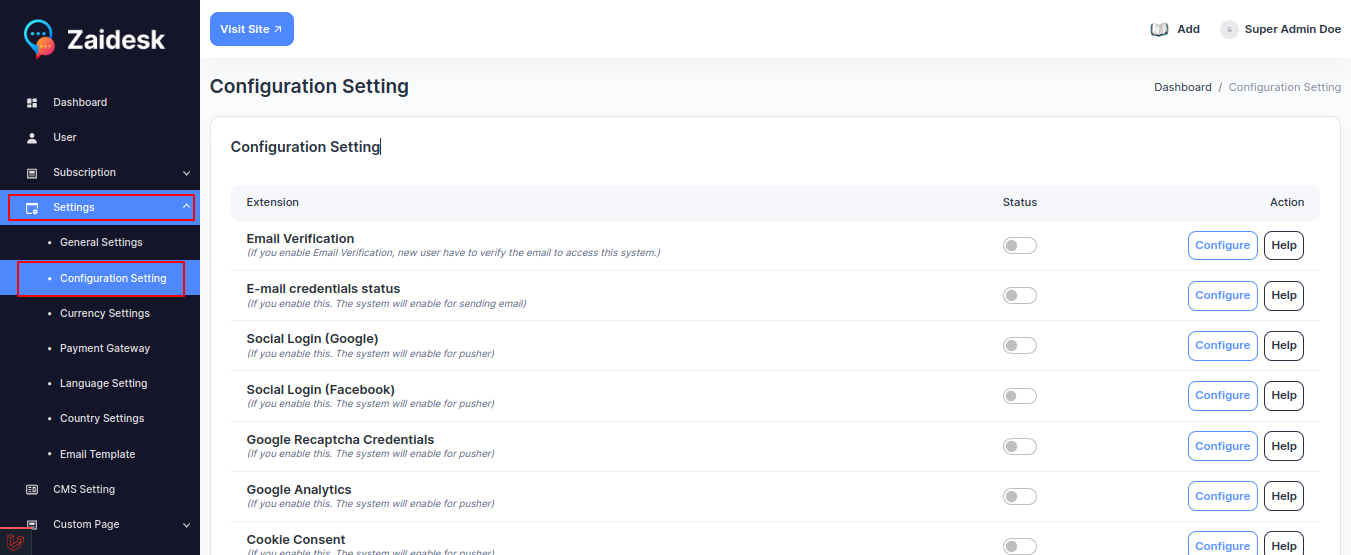 Zaidesk
Visit Site
Add
Super Admin Doe
Dashboard
User
Subscription
Settings
General Settings
Configuration Setting
Currency Settings
Payment Gateway
Language Setting
Country Settings
Email Template
CMS Setting
Custom Page
Configuration Setting
Dashboard / Configuration Setting
Configuration Setting
Extension Status Action
Email Verification
(If you enable Email Verification, new user have to verify the email to access this system.)
Configure Help
E-mail credentials status
(If you enable this. The system will enable for sending email)
Configure Help
Social Login (Google)
(If you enable this. The system will enable for pusher)
Configure Help
Social Login (Facebook)
(If you enable this. The system will enable for pusher)
Configure Help
Google Recaptcha Credentials
(If you enable this. The system will enable for pusher)
Configure Help
Google Analytics
(If you enable this. The system will enable for pusher)
Configure Help
Cookie Consent
(If you enable this. The system will enable for pusher)
Configure Help